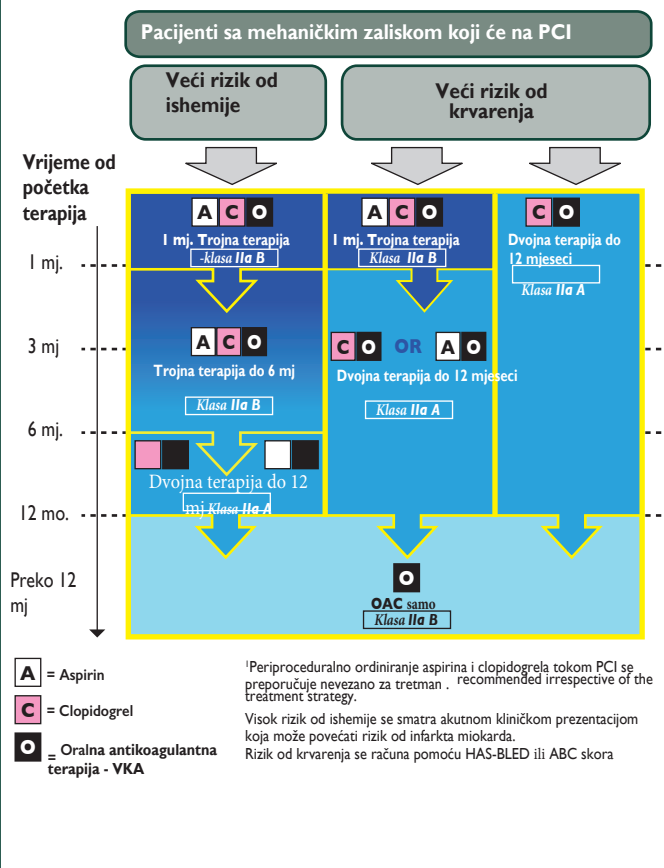 Pacijenti sa mehaničkim zaliskom koji će na PCI
Veći rizik od
ishemije
Veći rizik od
krvarenja
Vrijeme od
početka
terapija
A C O
1 mj. Trojna terapija
-klasa IIa B
A C O
1 mj. Trojna terapija
Klasa IIa B
C O
Dvojna terapija do
12 mjeseci
Klasa IIa A
1 mj.
3 mj
A C O
Trojna terapija do 6 mj
Klasa IIa B
C O OR A O
Dvojna terapija do 12 mjeseci
Klasa IIa A
6 mj.
Dvojna terapija do 12
mj Klasa IIa A
12 mo.
Preko 12
mj
O
OAC samo
Klasa IIa B
A = Aspirin
C = Clopidogrel
O = Oralna antikoagulantna
terapija - VKA
1Periproceduralno ordiniranje aspirina i clopidogrela tokom PCI se
preporučuje nevezano za tretman . recommended irrespective of the
treatment strategy.
Visok rizik od ishemije se smatra akutnom kliničkom prezentacijom
koja može povećati rizik od infarkta miokarda.
Rizik od krvarenja se računa pomoću HAS-BLED ili ABC skora